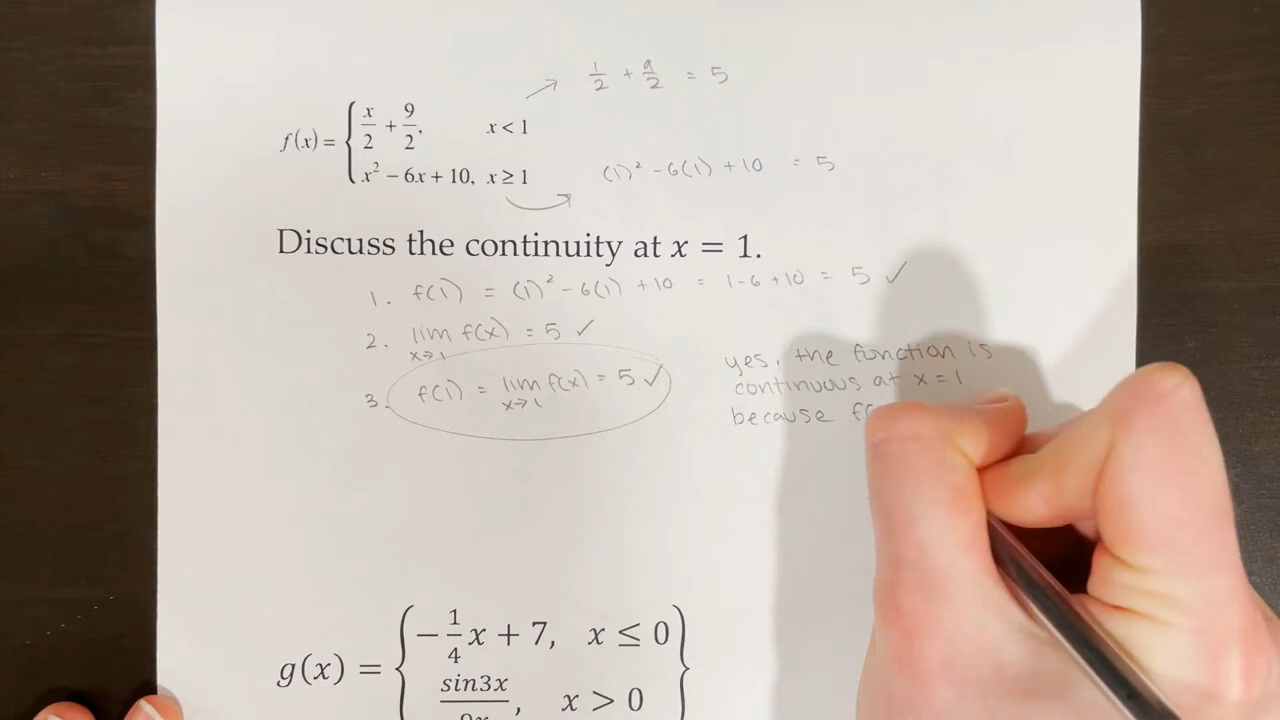 1/2 + 9/2 = 5
f(x) = { x/2 + 9/2, x < 1
x² − 6x + 10, x ≥ 1
(1)² − 6(1) + 10 = 5
Discuss the continuity at x = 1.
1. f(1) = (1)² − 6(1) + 10 = 1 − 6 + 10 = 5 ✓
2. lim x→1 f(x) = 5 ✓
3. f(1) = lim x→1 f(x) = 5 ✓
yes, the function is
continuous at x = 1
because
g(x) = { −1/4 x + 7, x ≤ 0 }
sin3x, x > 0